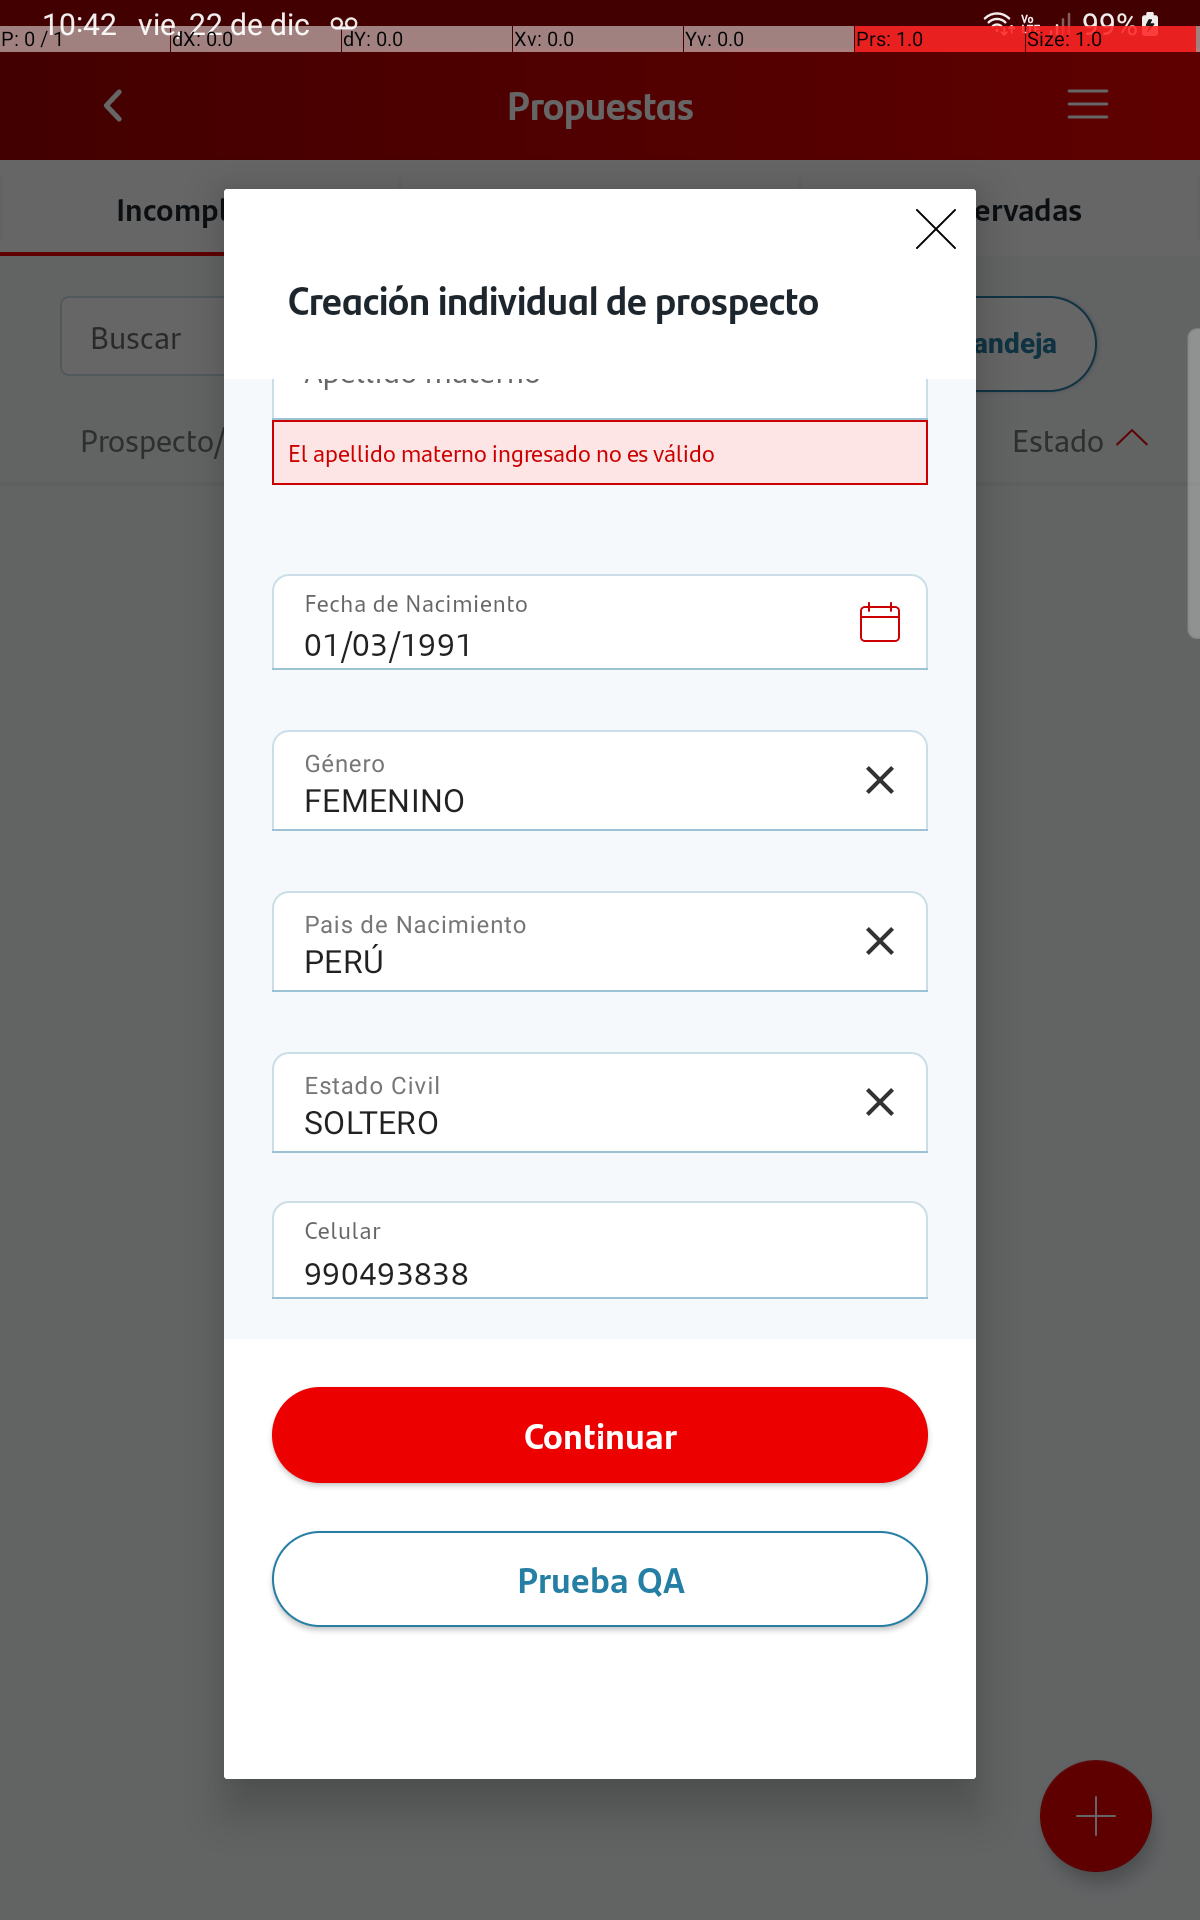 10:42 vie, 22 de dic 99%
P: 0 / 1 dX: 0.0 dY: 0.0 Xv: 0.0 Yv: 0.0 Prs: 1.0 Size: 1.0
Propuestas
Incompl ervadas
Creación individual de prospecto
Buscar andeja
Apellido materno
Prospecto/ Estado
El apellido materno ingresado no es válido
Fecha de Nacimiento
01/03/1991
Género
FEMENINO
Pais de Nacimiento
PERÚ
Estado Civil
SOLTERO
Celular
990493838
Continuar
Prueba QA